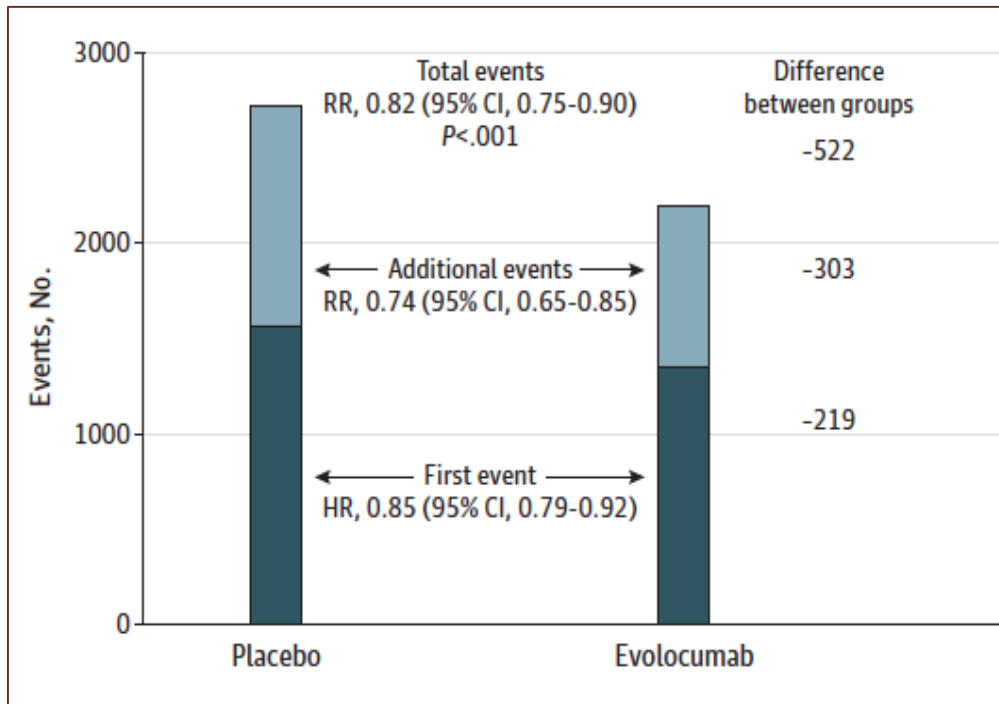 3000
Total events
RR, 0.82 (95% CI, 0.75-0.90)
P<.001
Difference
between groups
-522
2000
Additional events
RR, 0.74 (95% CI, 0.65-0.85)
-303
Events, No.
1000
First event
HR, 0.85 (95% CI, 0.79-0.92)
-219
0
Placebo
Evolocumab